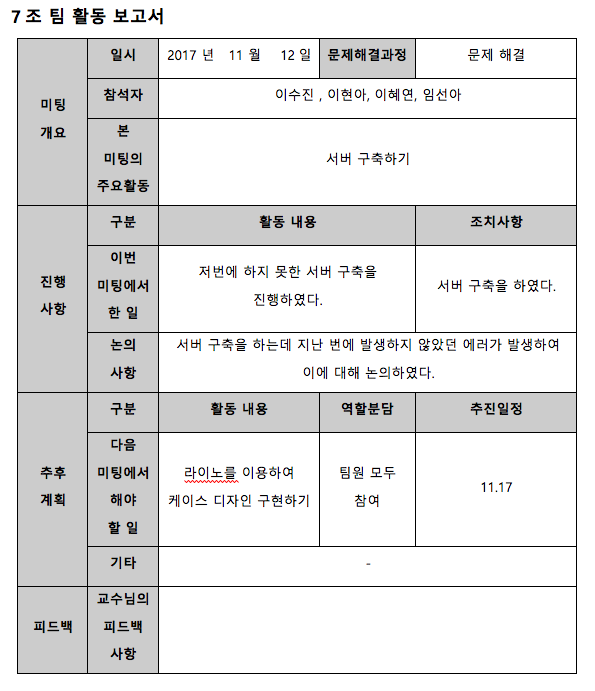 7조 팀 활동 보고서
미팅
개요
일시
2017 년 11 월 12 일
문제해결과정
문제 해결
참석자
이수진 , 이현아, 이혜연, 임선아
본
미팅의
주요활동
서버 구축하기
진행
사항
구분
활동 내용
조치사항
이번
미팅에서
한 일
저번에 하지 못한 서버 구축을
진행하였다.
서버 구축을 하였다.
논의
사항
서버 구축을 하는데 지난 번에 발생하지 않았던 에러가 발생하여
이에 대해 논의하였다.
추후
계획
구분
활동 내용
역할분담
추진일정
다음
미팅에서
해야
할 일
라이노를 이용하여
케이스 디자인 구현하기
팀원 모두
참여
11.17
기타
-
피드백
교수님의
피드백
사항